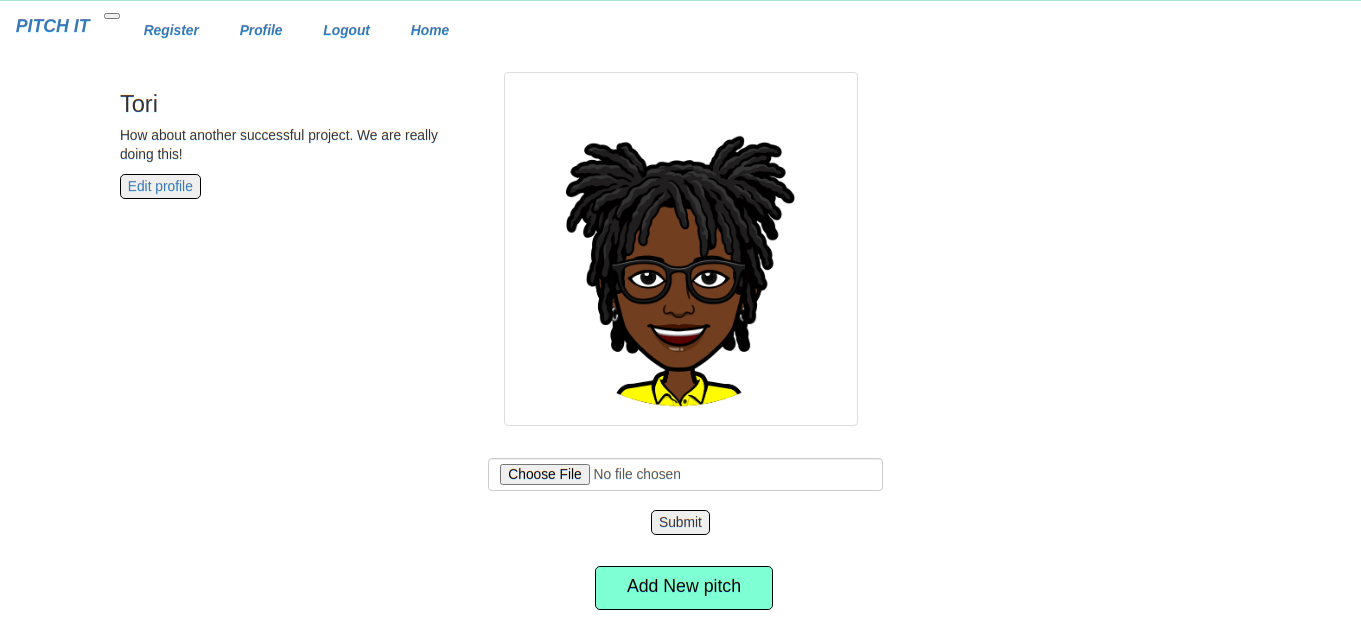 PITCH IT Register Profile Logout Home
Tori
How about another successful project. We are really
doing this!
Edit profile
Choose File No file chosen
Submit
Add New pitch